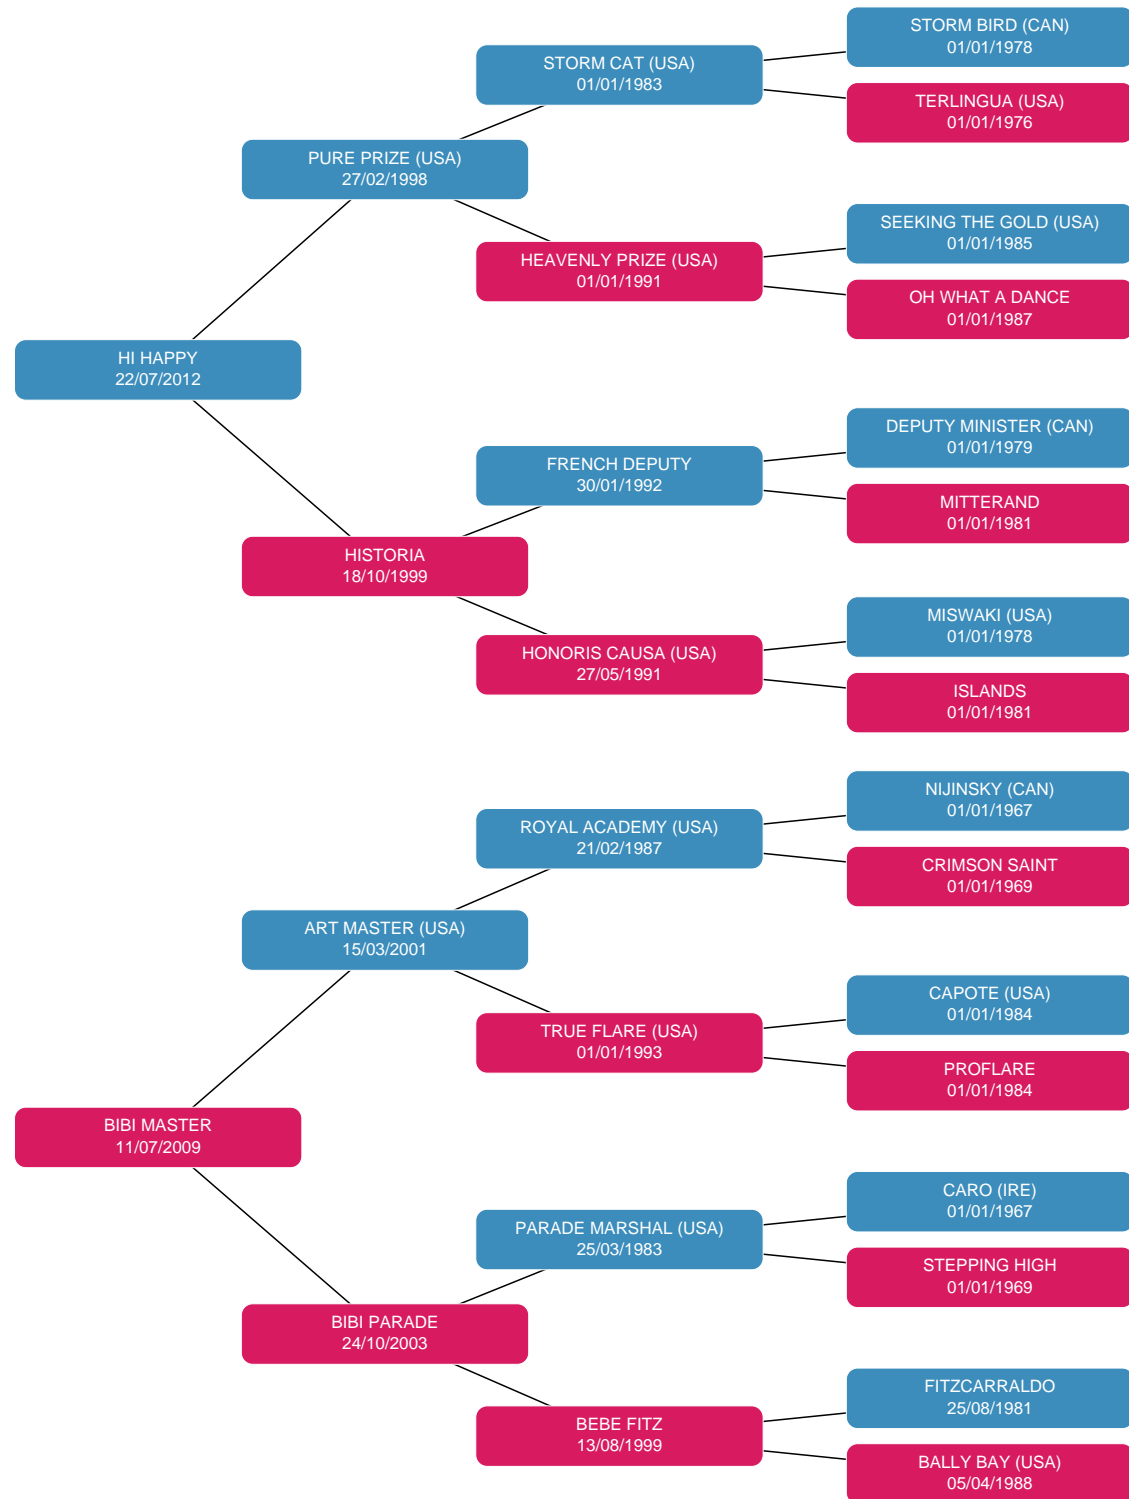 STORM BIRD (CAN)
01/01/1978
STORM CAT (USA)
01/01/1983
TERLINGUA (USA)
01/01/1976
PURE PRIZE (USA)
27/02/1998
SEEKING THE GOLD (USA)
01/01/1985
HEAVENLY PRIZE (USA)
01/01/1991
OH WHAT A DANCE
01/01/1987
HI HAPPY
22/07/2012
DEPUTY MINISTER (CAN)
01/01/1979
FRENCH DEPUTY
30/01/1992
MITTERAND
01/01/1981
HISTORIA
18/10/1999
MISWAKI (USA)
01/01/1978
HONORIS CAUSA (USA)
27/05/1991
ISLANDS
01/01/1981
NIJINSKY (CAN)
01/01/1967
ROYAL ACADEMY (USA)
21/02/1987
CRIMSON SAINT
01/01/1969
ART MASTER (USA)
15/03/2001
CAPOTE (USA)
01/01/1984
TRUE FLARE (USA)
01/01/1993
PROFLARE
01/01/1984
BIBI MASTER
11/07/2009
CARO (IRE)
01/01/1967
PARADE MARSHAL (USA)
25/03/1983
STEPPING HIGH
01/01/1969
BIBI PARADE
24/10/2003
FITZCARRALDO
25/08/1981
BEBE FITZ
13/08/1999
BALLY BAY (USA)
05/04/1988